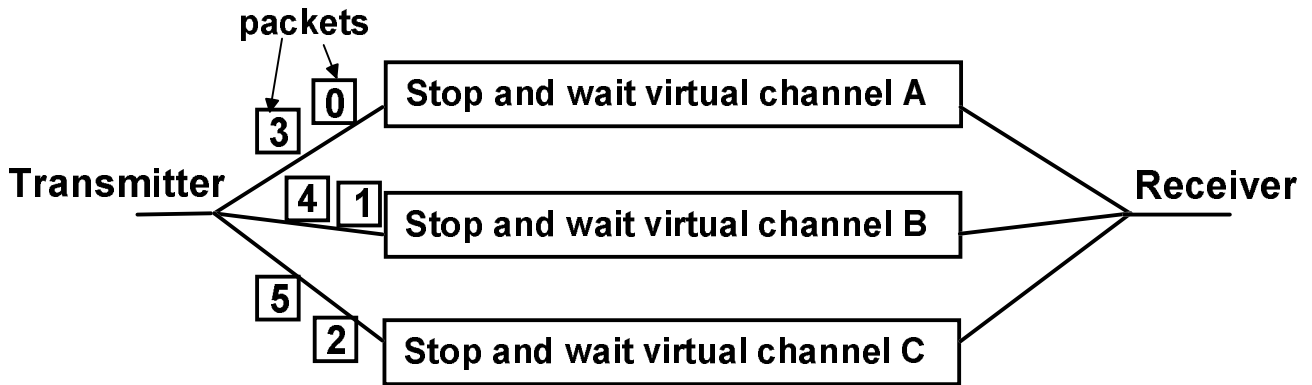 packets
0
Stop and wait virtual channel A
3
Transmitter
4
1
Stop and wait virtual channel B
Receiver
5
2
Stop and wait virtual channel C